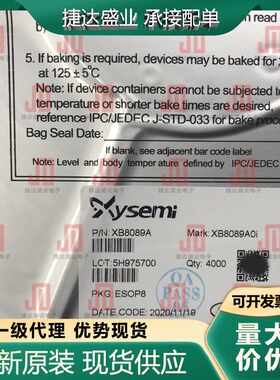 捷达盛业 承接配单
5. If baking is required, devices may be baked for
at 125 ± 5°C
Note: If device containers cannot be subjected to
temperature or shorter bake times are desired,
reference IPC/JEDEC J-STD-033 for bake proce
Bag Seal Date:
If blank, see adjacent bar code label
Note: Level and body temperature defined by IPC/JEDEC
Xysemi
P/N: XB8089A
Mark: XB8089A0i
LCT: 5H975700
Qty: 4000
QA PASS
PKG: ESOP8
DATE CODE: 2020/11/19
可开发票
一级代理 优势现货
全新原装 现货供应
量大价优